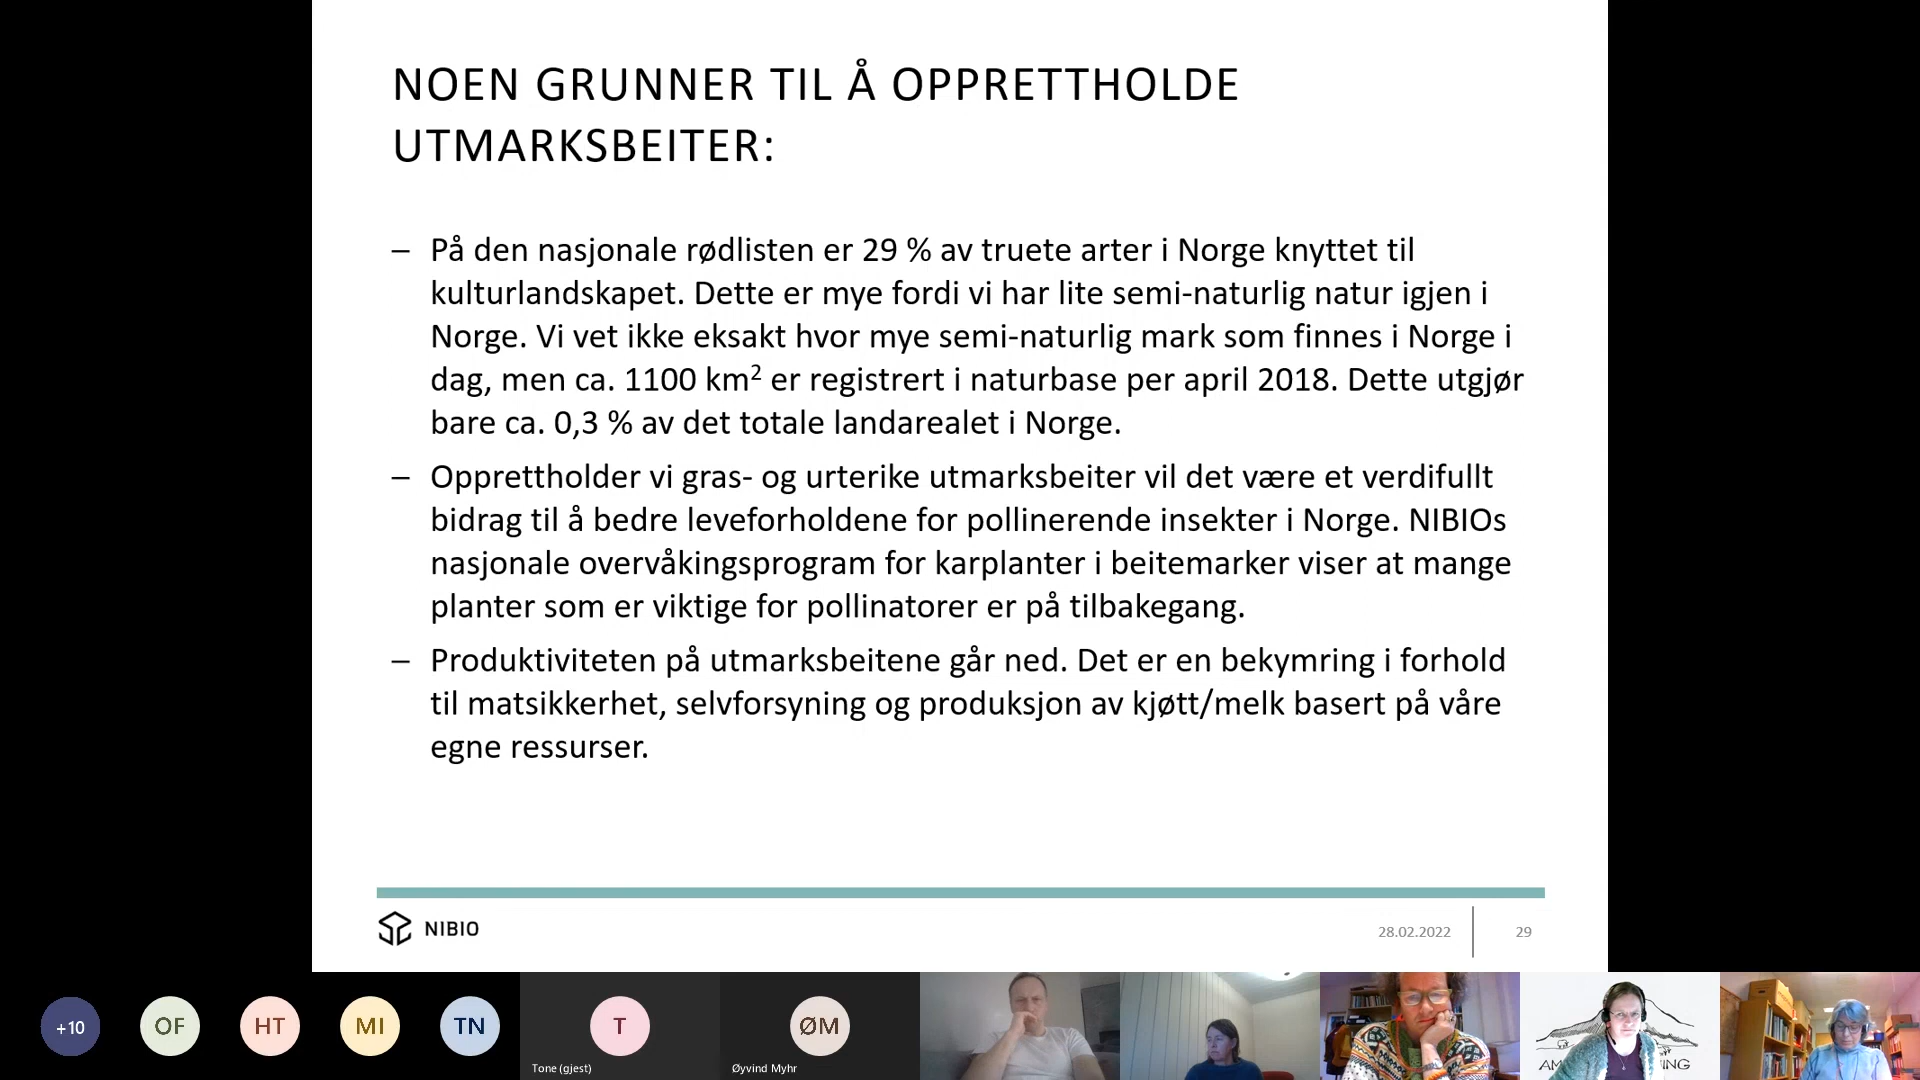 NOEN GRUNNER TIL Å OPPRETTHOLDE
UTMARKSBEITER:
– På den nasjonale rødlisten er 29 % av truete arter i Norge knyttet til
kulturlandskapet. Dette er mye fordi vi har lite semi-naturlig natur igjen i
Norge. Vi vet ikke eksakt hvor mye semi-naturlig mark som finnes i Norge i
dag, men ca. 1100 km² er registrert i naturbase per april 2018. Dette utgjør
bare ca. 0,3 % av det totale landarealet i Norge.
– Opprettholder vi gras- og urterike utmarksbeiter vil det være et verdifullt
bidrag til å bedre leveforholdene for pollinerende insekter i Norge. NIBIOs
nasjonale overvåkingsprogram for karplanter i beitemarker viser at mange
planter som er viktige for pollinatorer er på tilbakegang.
– Produktiviteten på utmarksbeitene går ned. Det er en bekymring i forhold
til matsikkerhet, selvforsyning og produksjon av kjøtt/melk basert på våre
egne ressurser.
NIBIO
28.02.2022
29
+10
OF
HT
MI
TN
T
ØM
Tone (gjest)
Øyvind Myhr